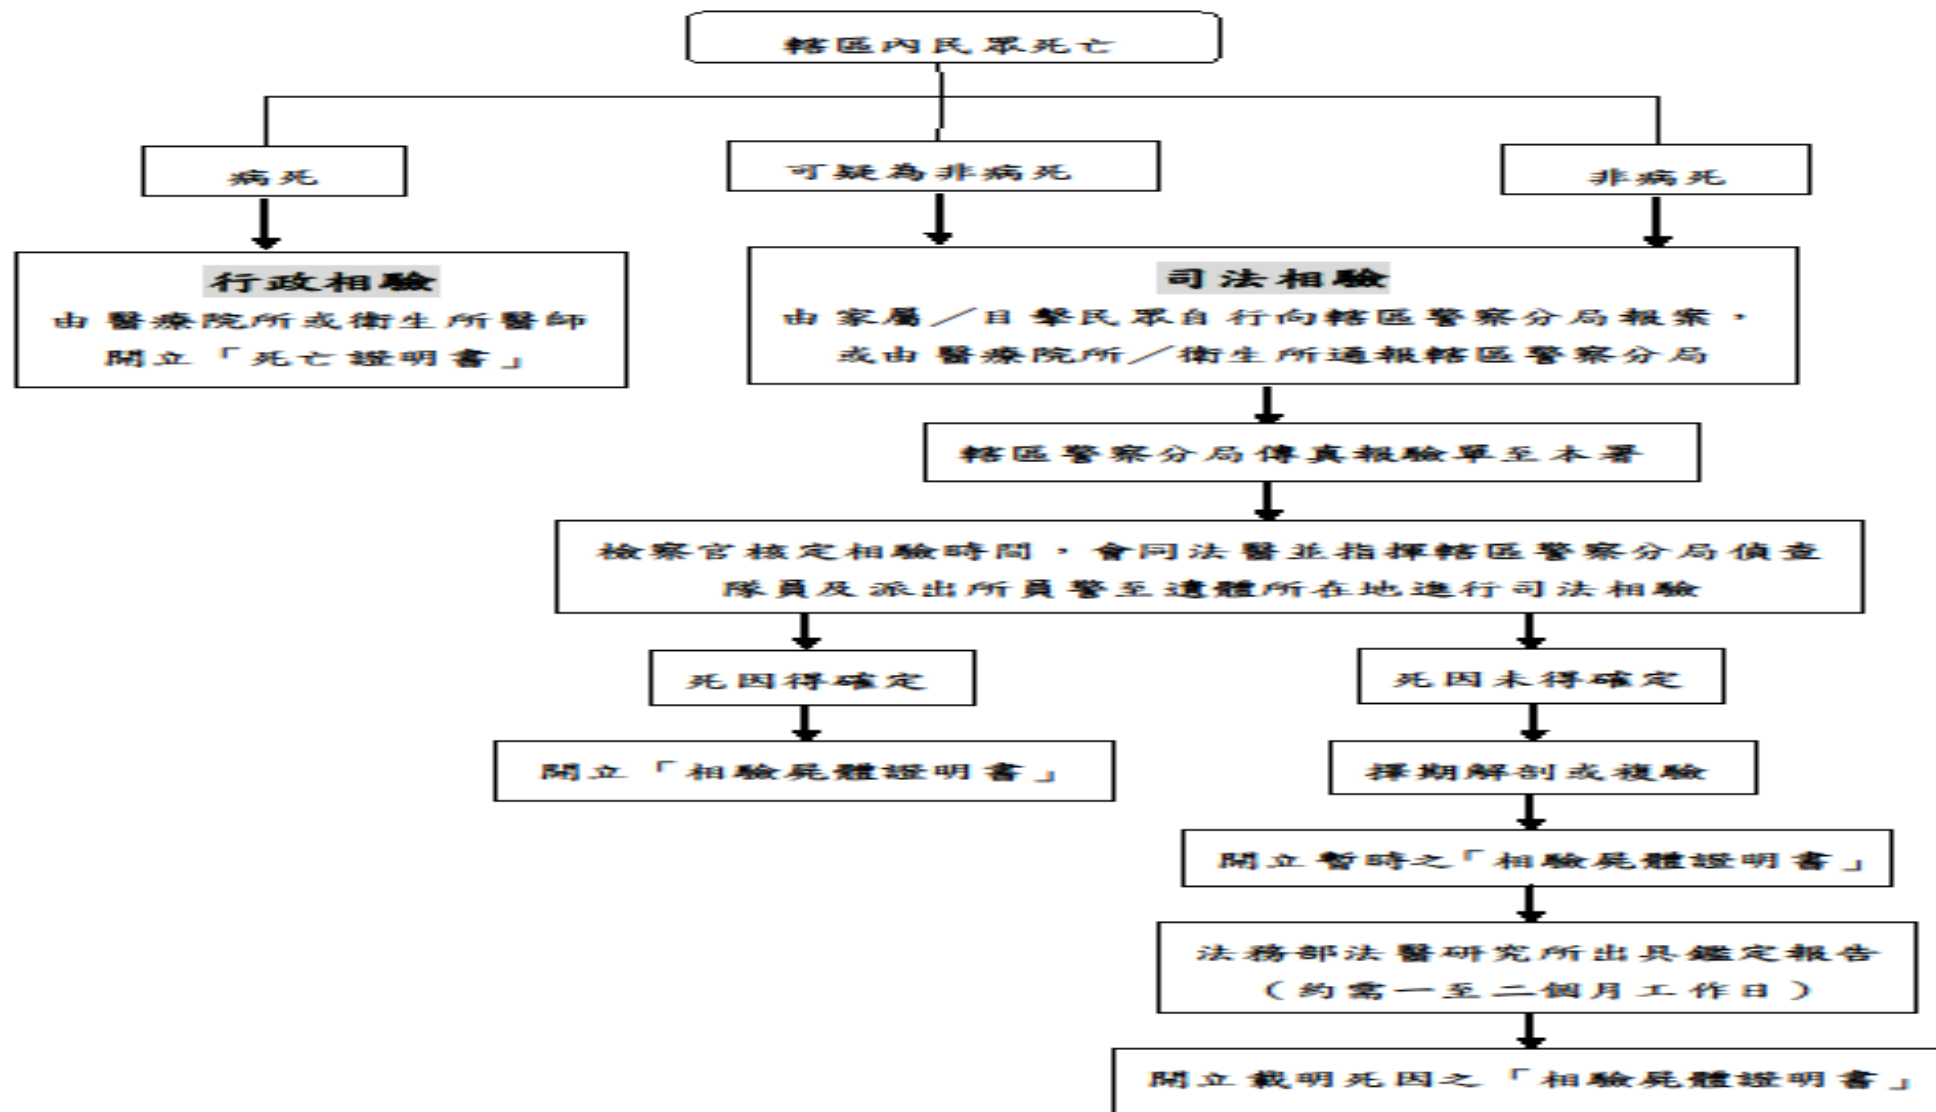 轄區內民眾死亡
病死
可疑為非病死
非病死
行政相驗
由醫療院所或衛生所醫師
開立「死亡證明書」
司法相驗
由家屬／目擊民眾自行向轄區警察分局報案，
或由醫療院所／衛生所通報轄區警察分局
轄區警察分局傳真報驗單至本署
檢察官核定相驗時間，會同法醫並指揮轄區警察分局偵查
隊員及派出所員警至遺體所在地進行司法相驗
死因得確定
死因未得確定
開立「相驗屍體證明書」
擇期解剖或複驗
開立暫時之「相驗屍體證明書」
法務部法醫研究所出具鑑定報告
（約需一至二個月工作日）
開立載明死因之「相驗屍體證明書」